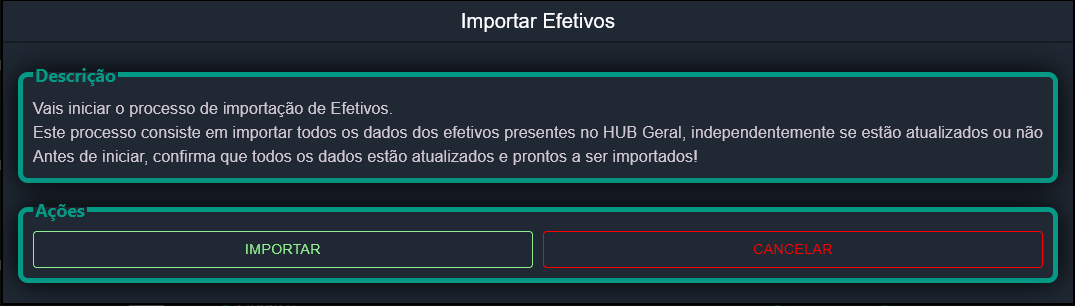 Importar Efetivos
Descrição
Vais iniciar o processo de importação de Efetivos.
Este processo consiste em importar todos os dados dos efetivos presentes no HUB Geral, independentemente se estão atualizados ou não
Antes de iniciar, confirma que todos os dados estão atualizados e prontos a ser importados!
Ações
IMPORTAR
CANCELAR